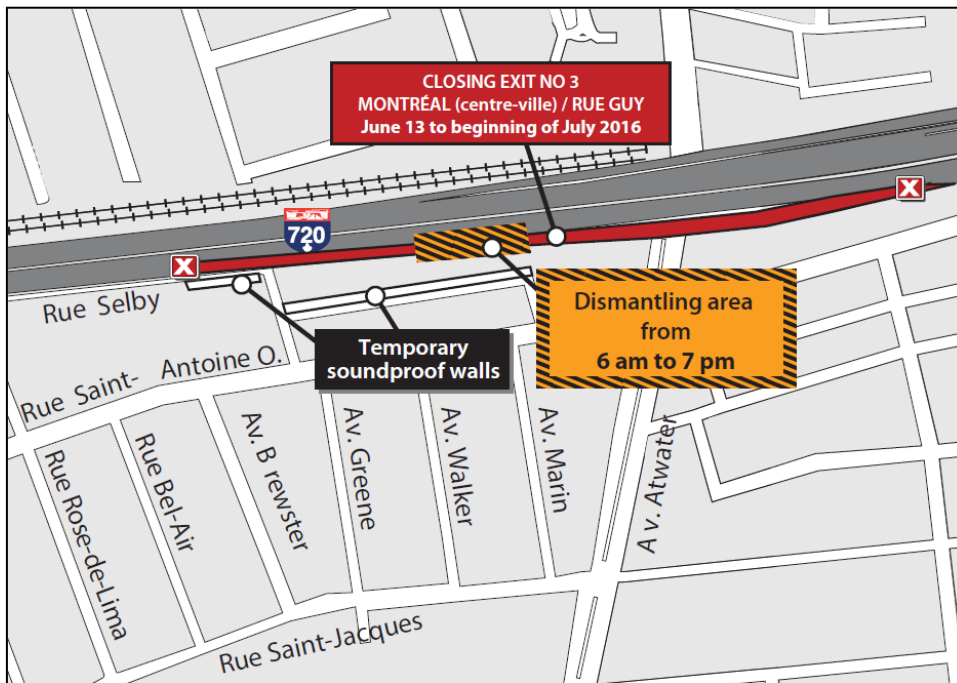 CLOSING EXIT NO 3
MONTRÉAL (centre-ville) / RUE GUY
June 13 to beginning of July 2016
720
X
X
Rue Selby
Dismantling area
from
6 am to 7 pm
Temporary
soundproof walls
Rue Saint- Antoine O.
Rue Rose-de-Lima
Rue Bel-Air
Av. B rewster
Av. Greene
Av. Walker
Av. Marin
A v. Atwater
Rue Saint-Jacques